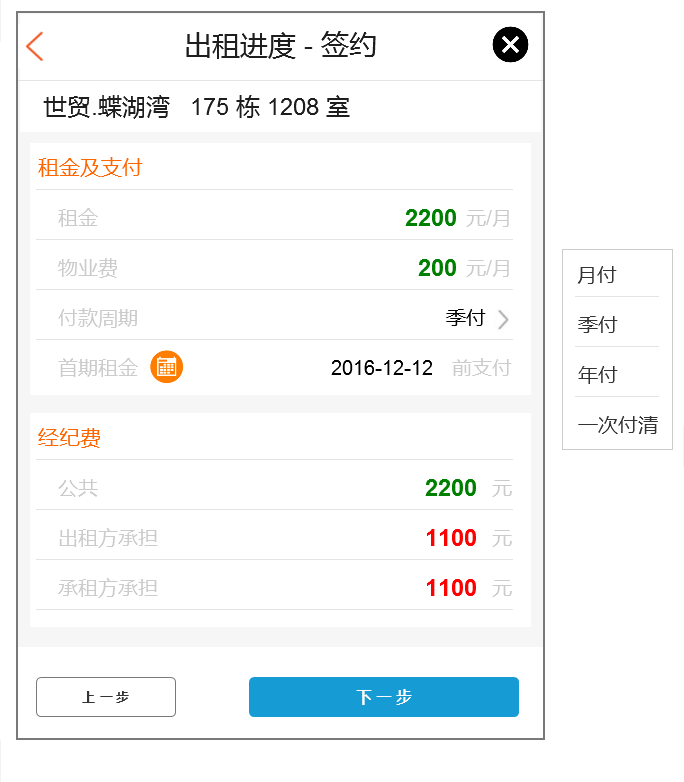 出租进度 - 签约
世贸.蝶湖湾 175 栋 1208 室
租金及支付
租金 2200 元/月
物业费 200 元/月
付款周期 季付
首期租金 2016-12-12 前支付
经纪费
公共 2200 元
出租方承担 1100 元
承租方承担 1100 元
上一步 下一步
月付
季付
年付
一次付清